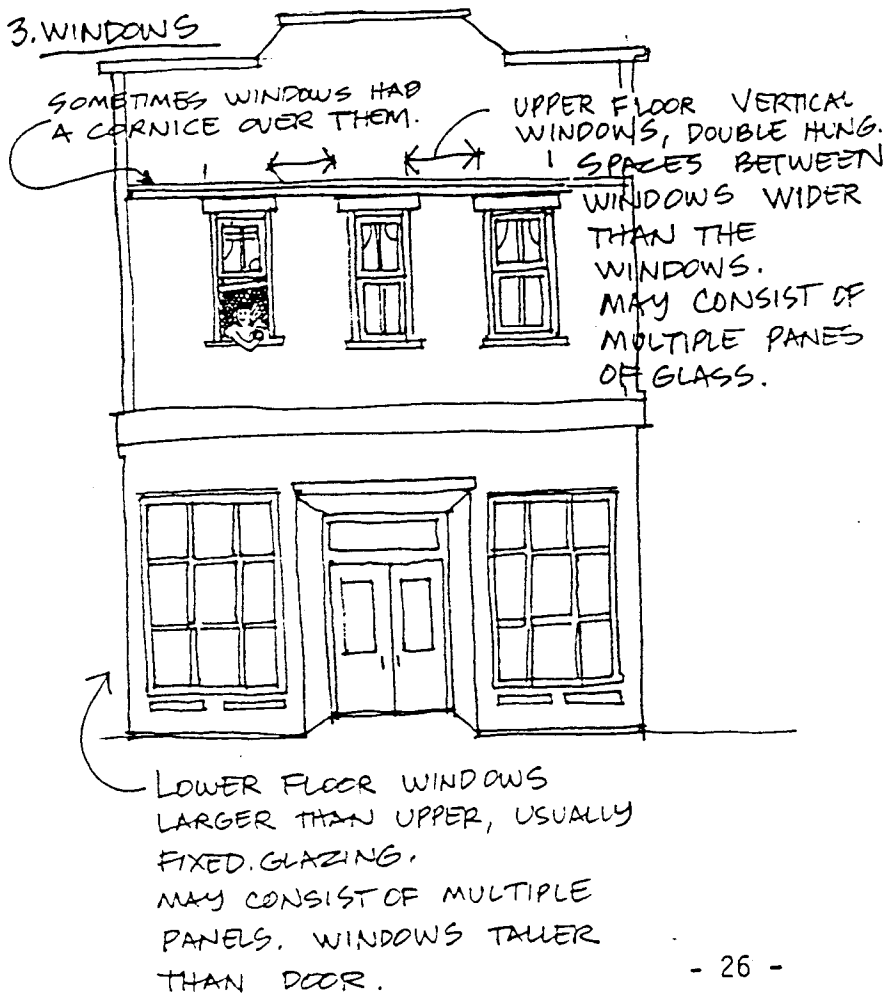 3. WINDOWS
SOMETIMES WINDOWS HAD
A CORNICE OVER THEM.
UPPER FLOOR VERTICAL
WINDOWS, DOUBLE HUNG.
SPACES BETWEEN
WINDOWS WIDER
THAN THE
WINDOWS.
MAY CONSIST OF
MULTIPLE PANES
OF GLASS.
LOWER FLOOR WINDOWS
LARGER THAN UPPER, USUALLY
FIXED.GLAZING.
MAY CONSIST OF MULTIPLE
PANELS. WINDOWS TALLER
THAN DOOR.
- 26 -